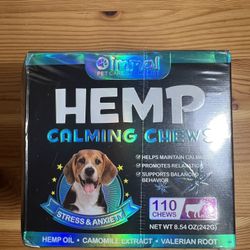 PET CARE
HEMP
CALMING CHEWS
HELPS MAINTAIN CALM
PROMOTES RELAXATION
SUPPORTS BALANCED
BEHAVIOR
110
CHEWS
STRESS & ANXIETY
NET WT 8.54 OZ (242G)
HEMP OIL • CAMOMILE EXTRACT • VALERIAN ROOT